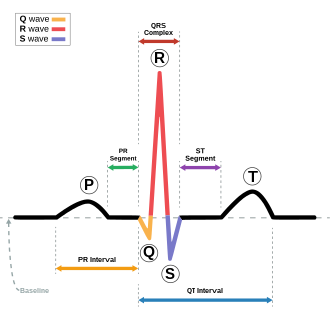 Q wave
R wave
S wave
QRS
Complex
R
PR
Segment
ST
Segment
P
T
Q
S
PR Interval
QT Interval
Baseline